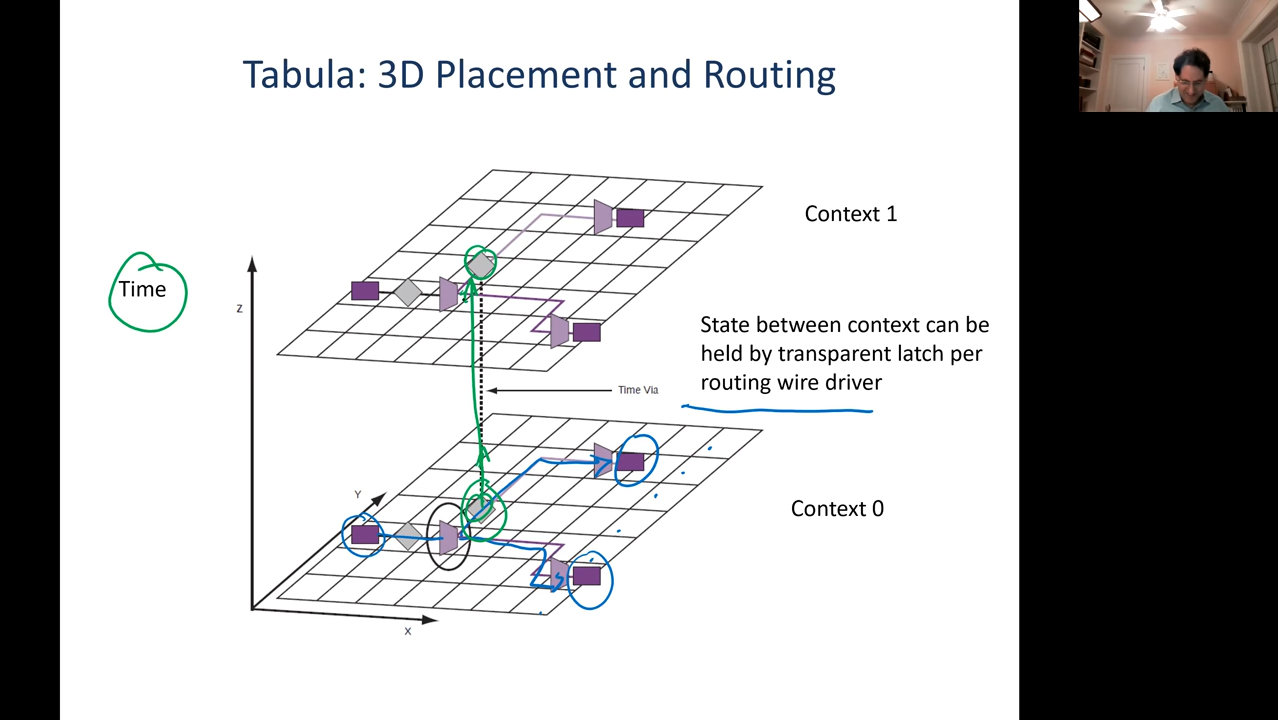 Tabula: 3D Placement and Routing
Context 1
Time
Z
State between context can be
held by transparent latch per
routing wire driver
Time Via
Y
Context 0
X